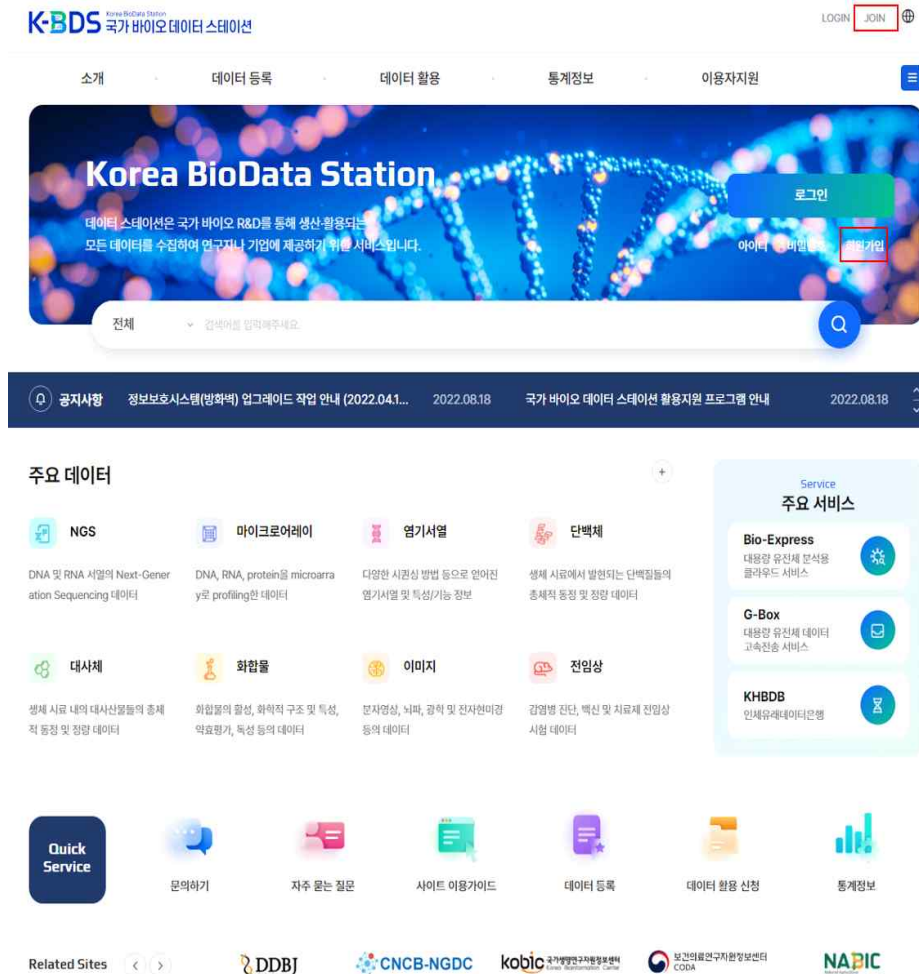 K-BDS Korea BioData Station 국가 바이오 데이터 스테이션
LOGIN JOIN
소개 데이터 등록 데이터 활용 통계정보 이용자지원
Korea BioData Station
데이터 스테이션은 국가 바이오 R&D를 통해 생산·활용되는
모든 데이터를 수집하여 연구자나 기업에 제공하기 위한 서비스입니다.
로그인
아이디 비밀번호 회원가입
전체 검색어를 입력해주세요.
공지사항 정보보호시스템(방화벽) 업그레이드 작업 안내 (2022.04.1... 2022.08.18 국가 바이오 데이터 스테이션 활용지원 프로그램 안내 2022.08.18
주요 데이터
NGS
DNA 및 RNA 서열의 Next-Gener
ation Sequencing 데이터
마이크로어레이
DNA, RNA, protein을 microarra
y로 profiling한 데이터
염기서열
다양한 시퀀싱 방법 등으로 얻어진
염기서열 및 특성/기능 정보
단백체
생체 시료에서 발현되는 단백질들의
총체적 동정 및 정량 데이터
대사체
생체 시료 내의 대사산물들의 총체
적 동정 및 정량 데이터
화합물
화합물의 활성, 화학적 구조 및 특성,
약효평가, 독성 등의 데이터
이미지
분자영상, 뇌파, 광학 및 전자현미경
등의 데이터
전임상
감염병 진단, 백신 및 치료제 전임상
시험 데이터
Service
주요 서비스
Bio-Express
대용량 유전체 분석용
클라우드 서비스
G-Box
대용량 유전체 데이터
고속전송 서비스
KHBDB
인체유래데이터은행
Quick
Service
문의하기 자주 묻는 질문 사이트 이용가이드 데이터 등록 데이터 활용 신청 통계정보
Related Sites
DDBJ
CNCB-NGDC
kobic 국가생명연구자원정보센터
보건의료연구자원정보센터
CODA
NABIC